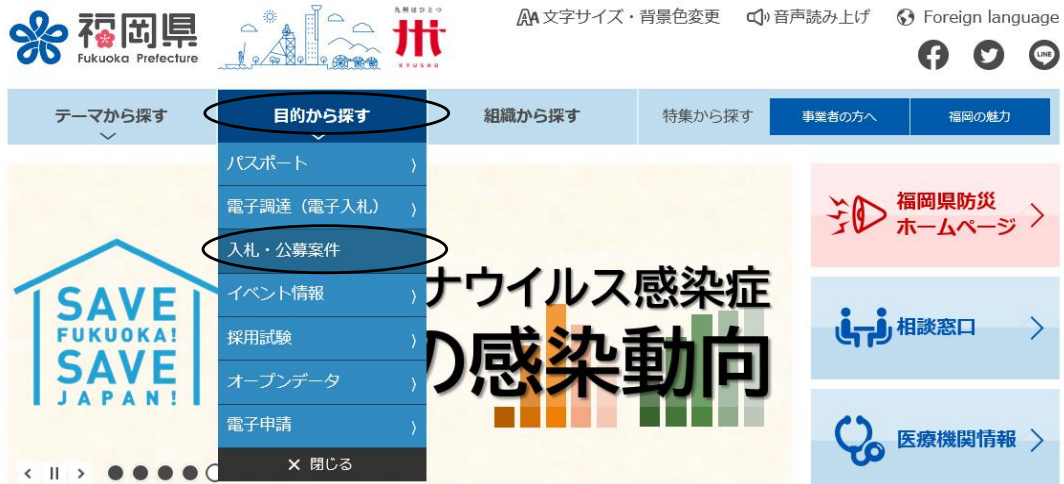 福岡県
Fukuoka Prefecture
九州はひとつ
州
KYUSHU
文字サイズ・背景色変更
音声読み上げ
Foreign language
LINE
テーマから探す
目的から探す
組織から探す
特集から探す
事業者の方へ
福岡の魅力
パスポート
電子調達（電子入札）
入札・公募案件
イベント情報
採用試験
オープンデータ
電子申請
× 閉じる
SAVE
FUKUOKA!
SAVE
JAPAN!
ナウイルス感染症
の感染動向
福岡県防災
ホームページ
相談窓口
医療機関情報